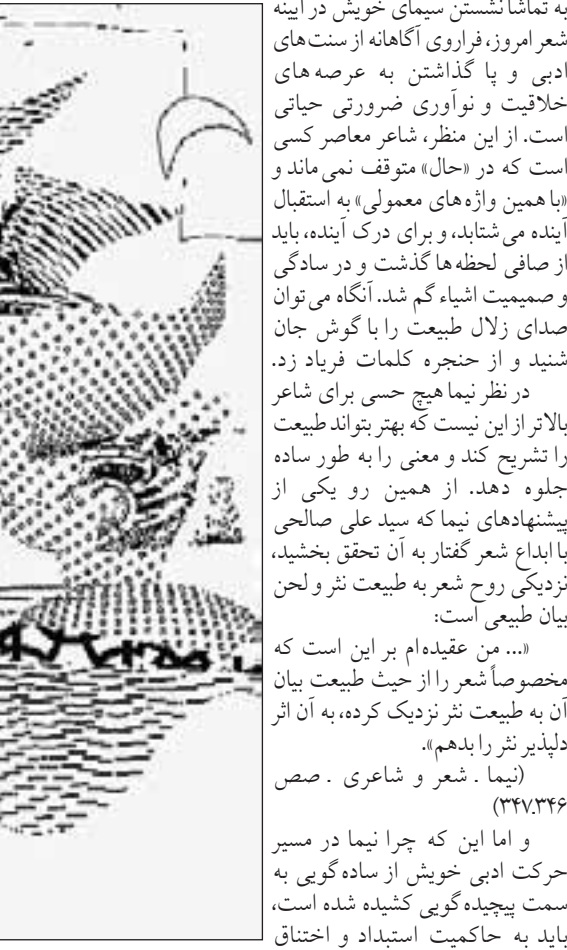 به تماشا نشستن سیمای خویش در آیینه
شعر امروز، فراروی آگاهانه از سنت‌های
ادبی و پا گذاشتن به عرصه‌های
خلاقیت و نوآوری ضرورتی حیاتی
است. از این منظر، شاعر معاصر کسی
است که در «حال» متوقف نمی‌ماند و
«با همین واژه‌های معمولی» به استقبال
آینده می‌شتابد، و برای درک آینده، باید
از صافی لحظه‌ها گذشت و در سادگی
و صمیمیت اشیاء گم شد. آنگاه می‌توان
صدای زلال طبیعت را با گوش جان
شنید و از حنجره کلمات فریاد زد.
در نظر نیما هیچ حسی برای شاعر
بالاتر از این نیست که بهتر بتواند طبیعت
را تشریح کند و معنی را به طور ساده
جلوه دهد. از همین رو یکی از
پیشنهادهای نیما که سید علی صالحی
با ابداع شعر گفتار به آن تحقق بخشید،
نزدیکی روح شعر به طبیعت نثر و لحن
بیان طبیعی است:
«... من عقیده‌ام بر این است که
مخصوصاً شعر را از حیث طبیعت بیان
آن به طبیعت نثر نزدیک کرده، به آن اثر
دلپذیر نثر را بدهم».
(نیما . شعر و شاعری . صص
۳۴۷.۳۴۶)
و اما این که چرا نیما در مسیر
حرکت ادبی خویش از ساده‌گویی به
سمت پیچیده‌گویی کشیده شده است،
باید به حاکمیت استبداد و اختناق